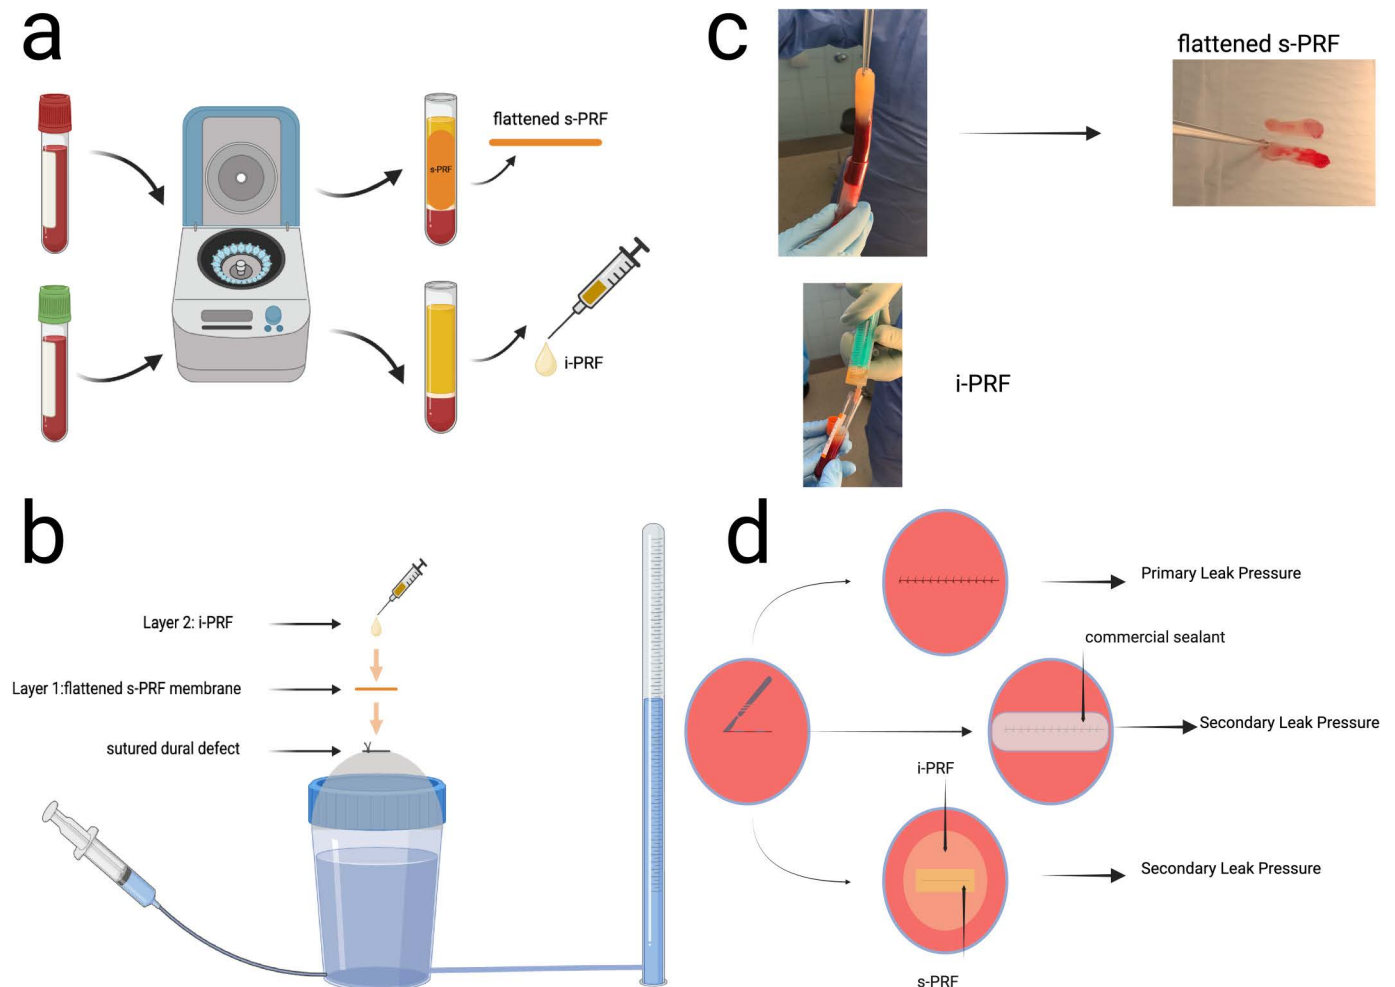 a
flattened s-PRF
s-PRF
i-PRF
c
flattened s-PRF
i-PRF
b
Layer 2: i-PRF
Layer 1:flattened s-PRF membrane
sutured dural defect
d
Primary Leak Pressure
commercial sealant
Secondary Leak Pressure
i-PRF
Secondary Leak Pressure
s-PRF